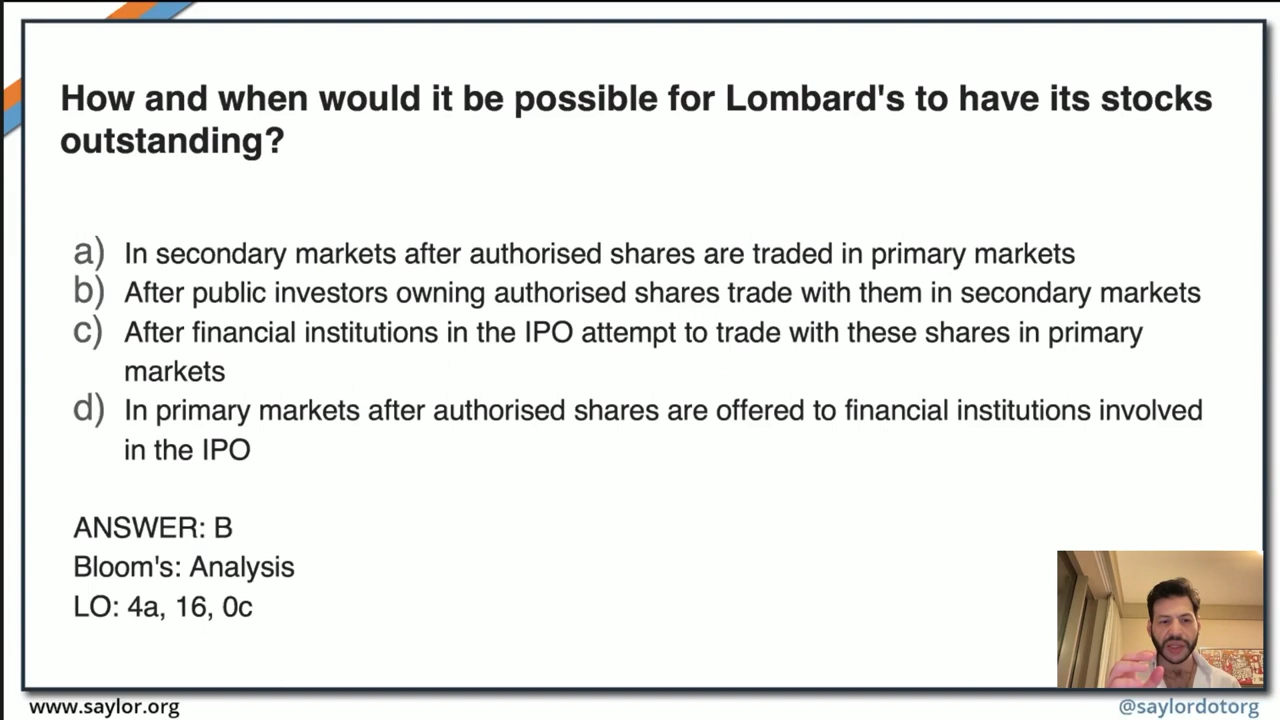 How and when would it be possible for Lombard's to have its stocks
outstanding?
a) In secondary markets after authorised shares are traded in primary markets
b) After public investors owning authorised shares trade with them in secondary markets
c) After financial institutions in the IPO attempt to trade with these shares in primary
markets
d) In primary markets after authorised shares are offered to financial institutions involved
in the IPO
ANSWER: B
Bloom's: Analysis
LO: 4a, 16, 0c
www.saylor.org
@saylordotorg